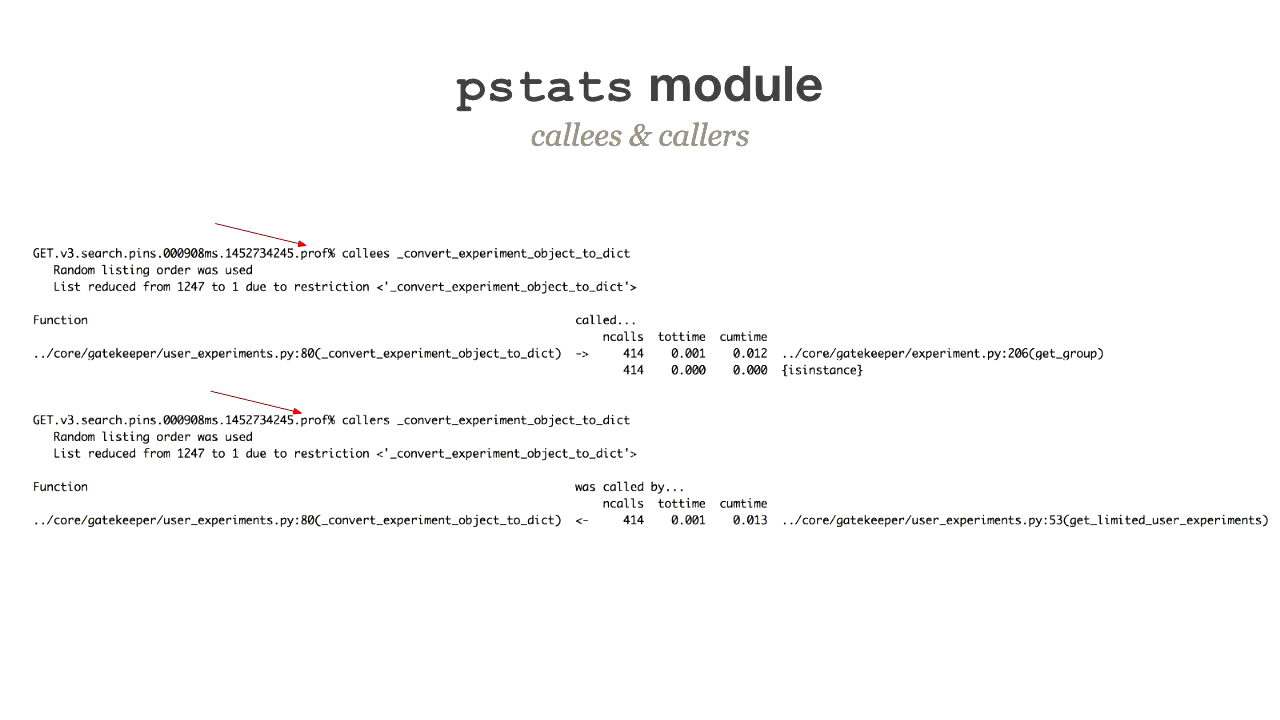 pstats module
callees & callers
GET.v3.search.pins.000908ms.1452734245.prof% callees _convert_experiment_object_to_dict
Random listing order was used
List reduced from 1247 to 1 due to restriction <'_convert_experiment_object_to_dict'>
Function called...
ncalls tottime cumtime
../core/gatekeeper/user_experiments.py:80(_convert_experiment_object_to_dict) -> 414 0.001 0.012 ../core/gatekeeper/experiment.py:206(get_group)
414 0.000 0.000 {isinstance}
GET.v3.search.pins.000908ms.1452734245.prof% callers _convert_experiment_object_to_dict
Random listing order was used
List reduced from 1247 to 1 due to restriction <'_convert_experiment_object_to_dict'>
Function was called by...
ncalls tottime cumtime
../core/gatekeeper/user_experiments.py:80(_convert_experiment_object_to_dict) <- 414 0.001 0.013 ../core/gatekeeper/user_experiments.py:53(get_limited_user_experiments)